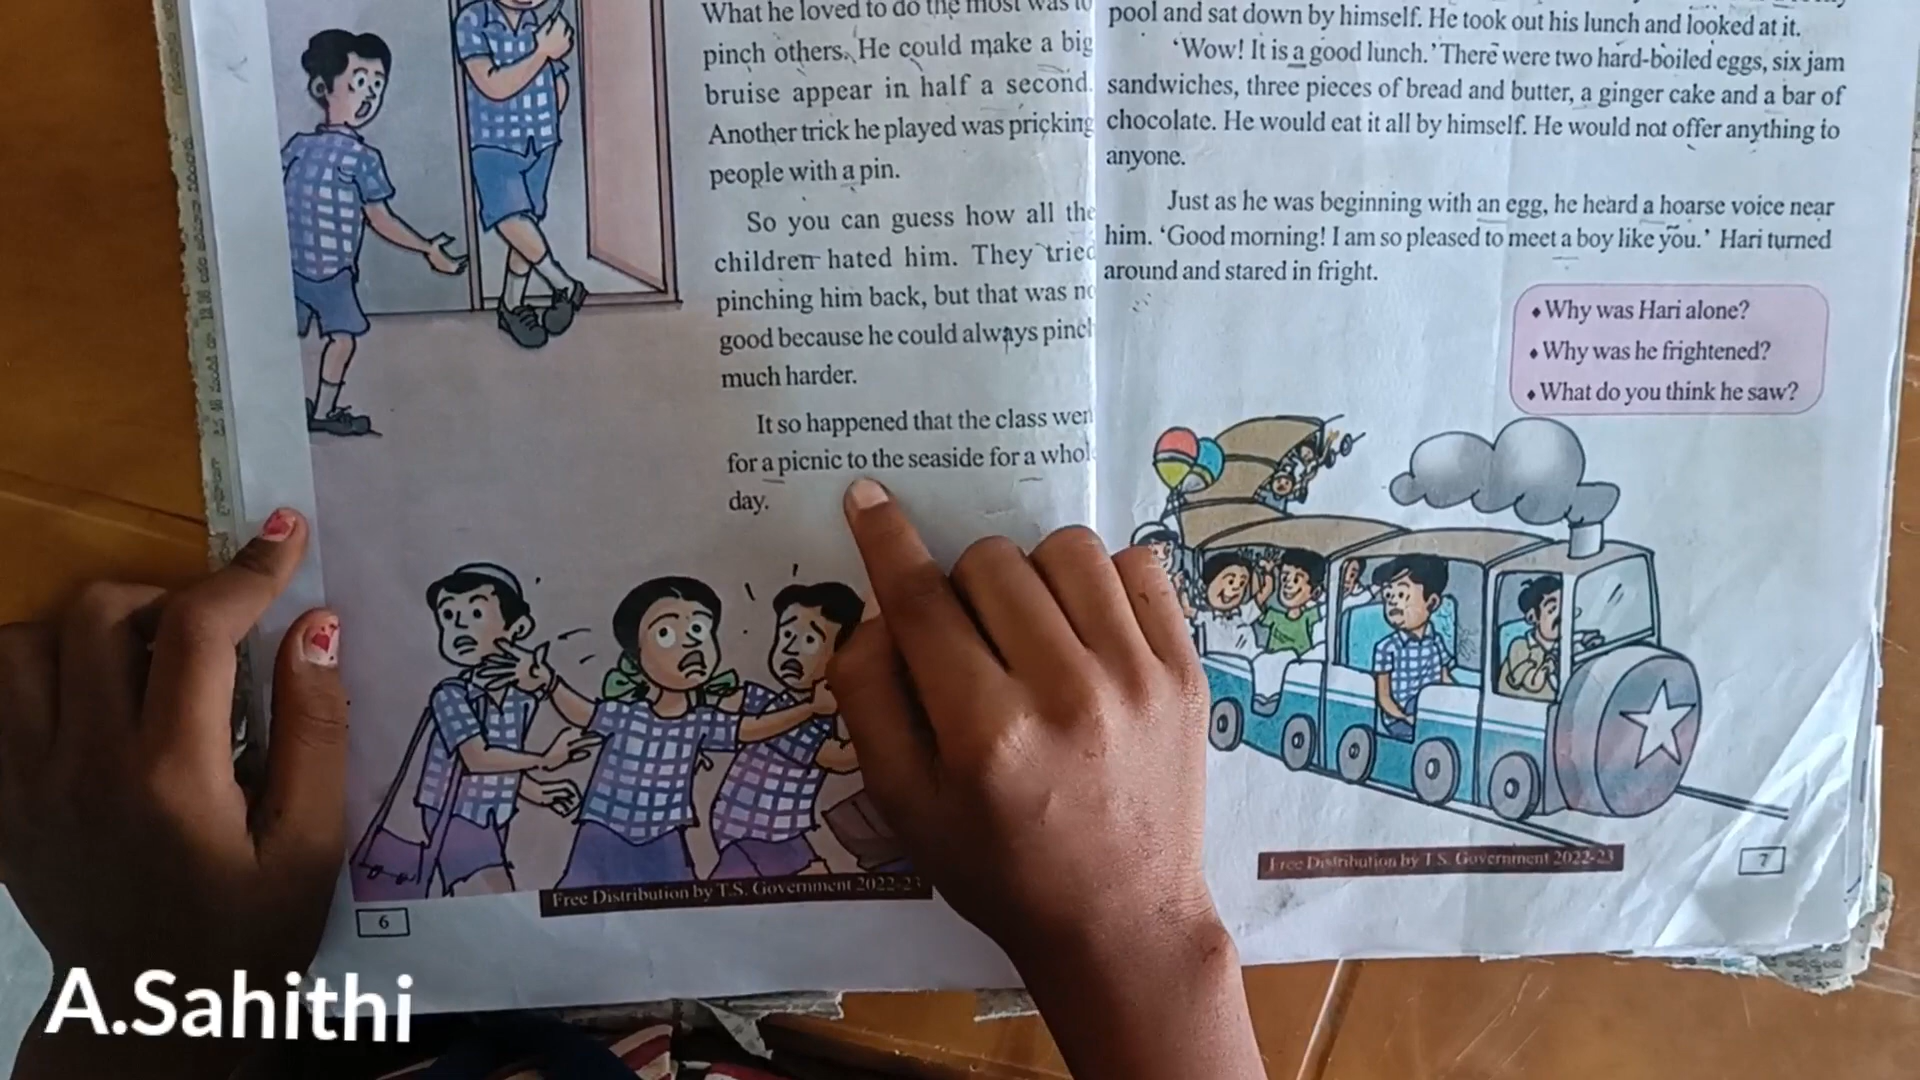 What he loved to do the most was to
pinch others. He could make a big
bruise appear in half a second.
Another trick he played was pricking
people with a pin.
So you can guess how all the
children hated him. They tried
pinching him back, but that was no
good because he could always pinch
much harder.
It so happened that the class wen
for a picnic to the seaside for a whol
day.
Free Distribution by T.S. Government 2022-23
6
pool and sat down by himself. He took out his lunch and looked at it.
‘Wow! It is a good lunch.’ There were two hard-boiled eggs, six jam
sandwiches, three pieces of bread and butter, a ginger cake and a bar of
chocolate. He would eat it all by himself. He would not offer anything to
anyone.
Just as he was beginning with an egg, he heard a hoarse voice near
him. ‘Good morning! I am so pleased to meet a boy like you.’ Hari turned
around and stared in fright.
• Why was Hari alone?
• Why was he frightened?
• What do you think he saw?
Free Distribution by T.S. Government 2022-23
7
A.Sahithi